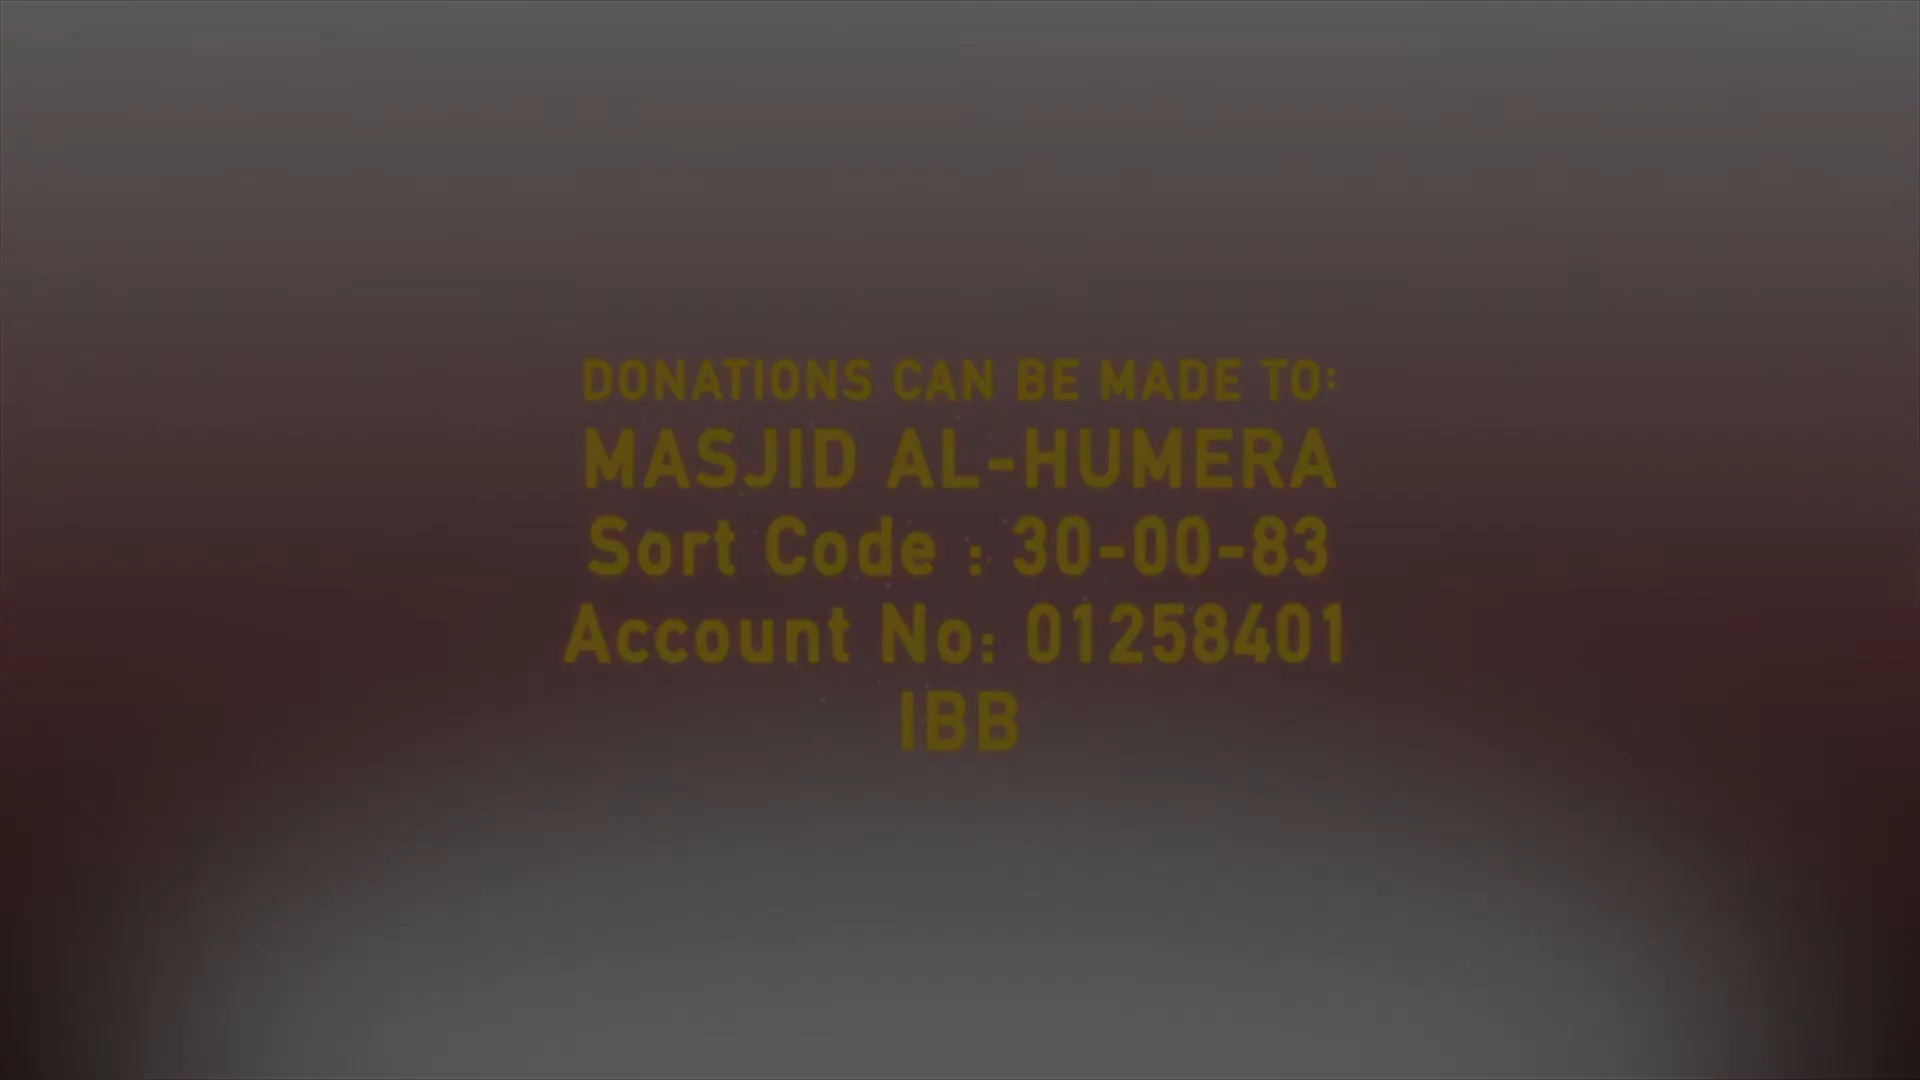 DONATIONS CAN BE MADE TO:
MASJID AL-HUMERA
Sort Code : 30-00-83
Account No: 01258401
IBB